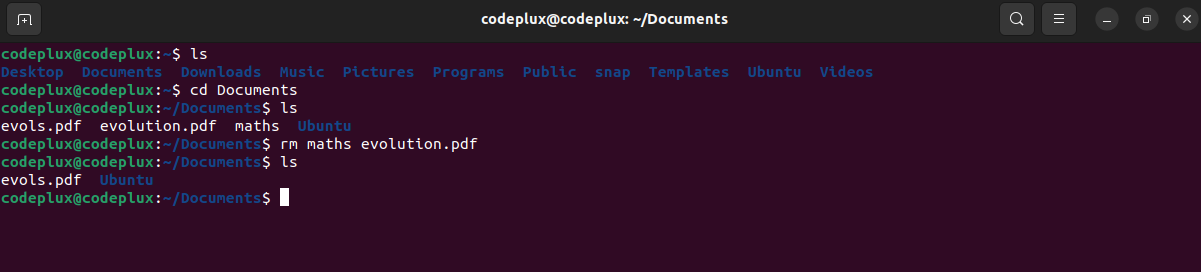 codeplux@codeplux: ~/Documents
codeplux@codeplux:~$ ls
Desktop  Documents  Downloads  Music  Pictures  Programs  Public  snap  Templates  Ubuntu  Videos
codeplux@codeplux:~$ cd Documents
codeplux@codeplux:~/Documents$ ls
evols.pdf  evolution.pdf  maths  Ubuntu
codeplux@codeplux:~/Documents$ rm maths evolution.pdf
codeplux@codeplux:~/Documents$ ls
evols.pdf  Ubuntu
codeplux@codeplux:~/Documents$